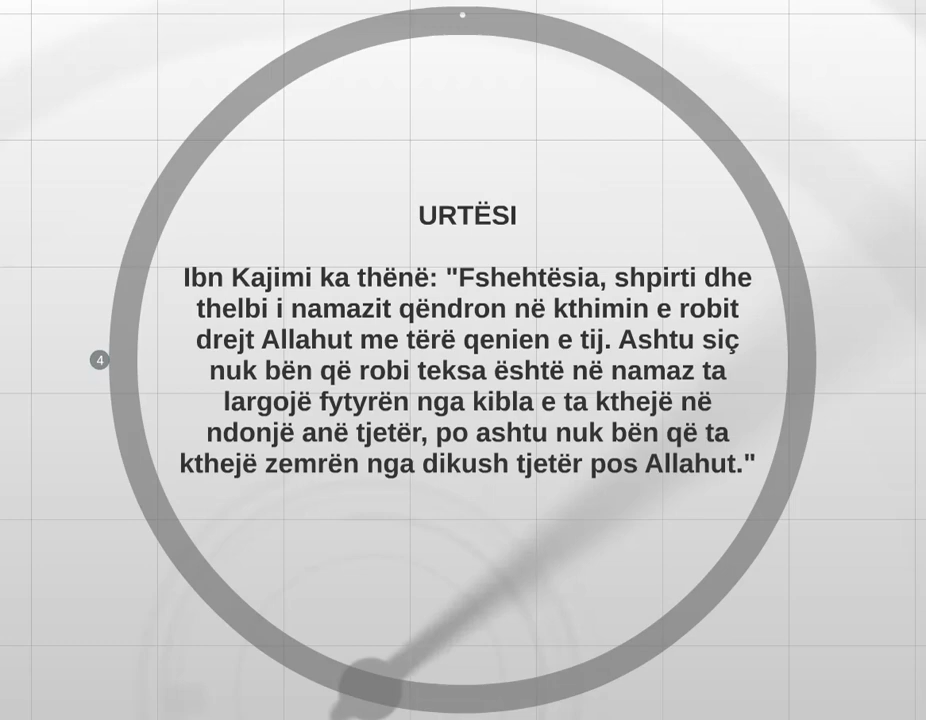 URTËSI
Ibn Kajimi ka thënë: "Fshehtësia, shpirti dhe
thelbi i namazit qëndron në kthimin e robit
drejt Allahut me tërë qenien e tij. Ashtu siç
nuk bën që robi teksa është në namaz ta
largojë fytyrën nga kibla e ta kthejë në
ndonjë anë tjetër, po ashtu nuk bën që ta
kthejë zemrën nga dikush tjetër pos Allahut."
4